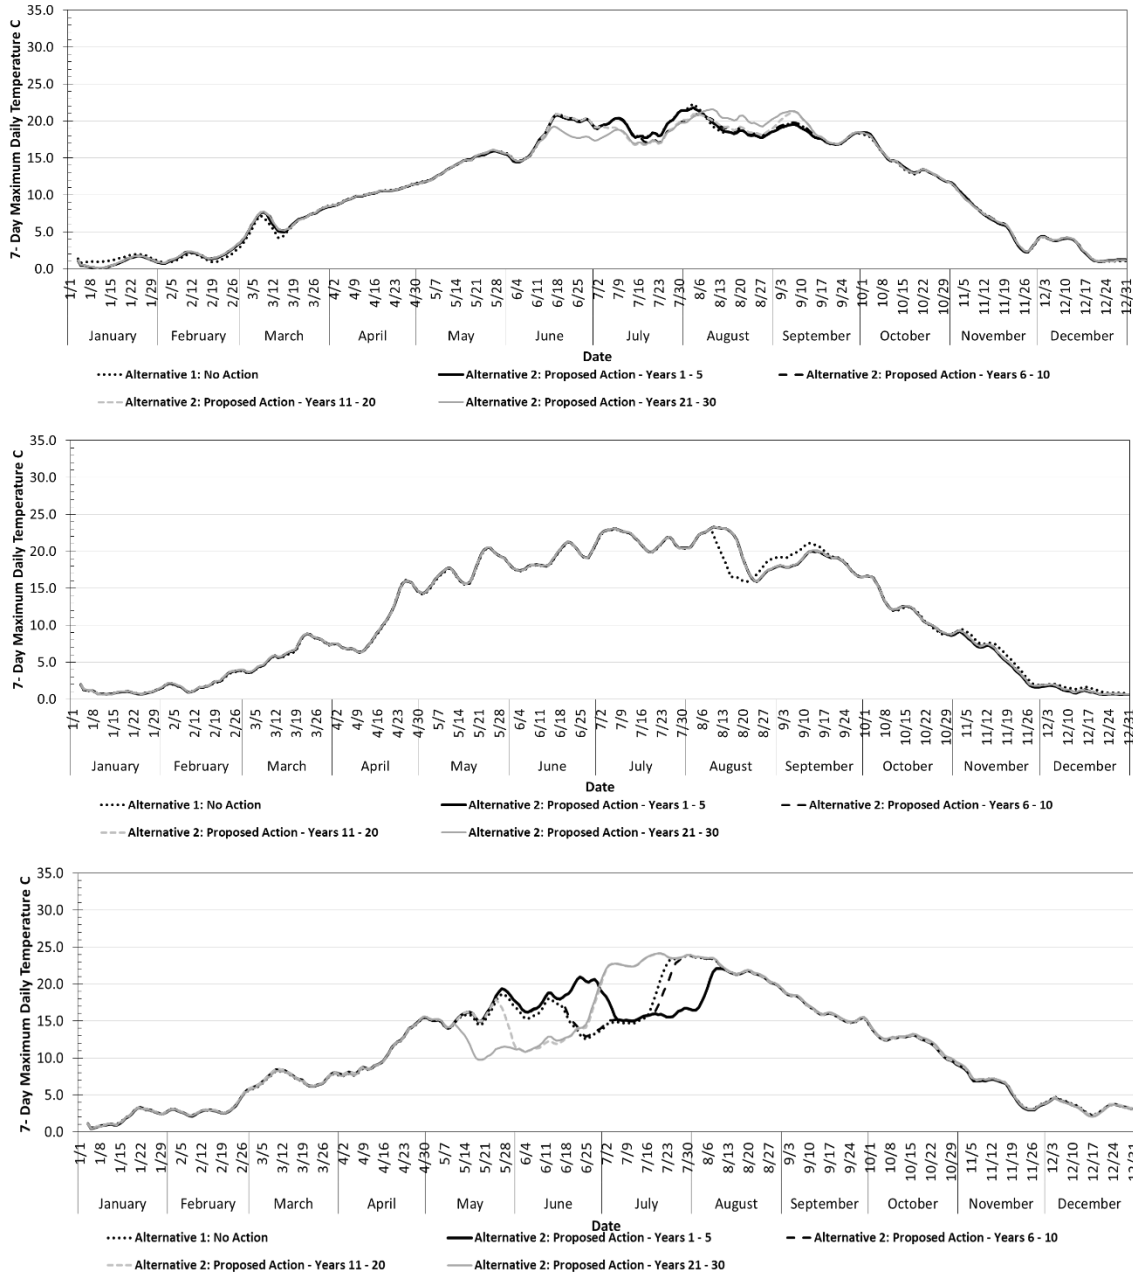 7- Day Maximum Daily Temperature C
35.0
30.0
25.0
20.0
15.0
10.0
5.0
0.0
1/1 1/8 1/15 1/22 1/29 2/5 2/12 2/19 2/26 3/5 3/12 3/19 3/26 4/2 4/9 4/16 4/23 4/30 5/7 5/14 5/21 5/28 6/4 6/11 6/18 6/25 7/2 7/9 7/16 7/23 7/30 8/6 8/13 8/20 8/27 9/3 9/10 9/17 9/24 10/1 10/8 10/15 10/22 10/29 11/5 11/12 11/19 11/26 12/3 12/10 12/17 12/24 12/31
January February March April May June July August September October November December
Date
Alternative 1: No Action Alternative 2: Proposed Action - Years 1 - 5 Alternative 2: Proposed Action - Years 6 - 10
Alternative 2: Proposed Action - Years 11 - 20 Alternative 2: Proposed Action - Years 21 - 30
7- Day Maximum Daily Temperature C
35.0
30.0
25.0
20.0
15.0
10.0
5.0
0.0
1/1 1/8 1/15 1/22 1/29 2/5 2/12 2/19 2/26 3/5 3/12 3/19 3/26 4/2 4/9 4/16 4/23 4/30 5/7 5/14 5/21 5/28 6/4 6/11 6/18 6/25 7/2 7/9 7/16 7/23 7/30 8/6 8/13 8/20 8/27 9/3 9/10 9/17 9/24 10/1 10/8 10/15 10/22 10/29 11/5 11/12 11/19 11/26 12/3 12/10 12/17 12/24 12/31
January February March April May June July August September October November December
Date
Alternative 1: No Action Alternative 2: Proposed Action - Years 1 - 5 Alternative 2: Proposed Action - Years 6 - 10
Alternative 2: Proposed Action - Years 11 - 20 Alternative 2: Proposed Action - Years 21 - 30
7- Day Maximum Daily Temperature C
35.0
30.0
25.0
20.0
15.0
10.0
5.0
0.0
1/1 1/8 1/15 1/22 1/29 2/5 2/12 2/19 2/26 3/5 3/12 3/19 3/26 4/2 4/9 4/16 4/23 4/30 5/7 5/14 5/21 5/28 6/4 6/11 6/18 6/25 7/2 7/9 7/16 7/23 7/30 8/6 8/13 8/20 8/27 9/3 9/10 9/17 9/24 10/1 10/8 10/15 10/22 10/29 11/5 11/12 11/19 11/26 12/3 12/10 12/17 12/24 12/31
January February March April May June July August September October November December
Date
Alternative 1: No Action Alternative 2: Proposed Action - Years 1 - 5 Alternative 2: Proposed Action - Years 6 - 10
Alternative 2: Proposed Action - Years 11 - 20 Alternative 2: Proposed Action - Years 21 - 30